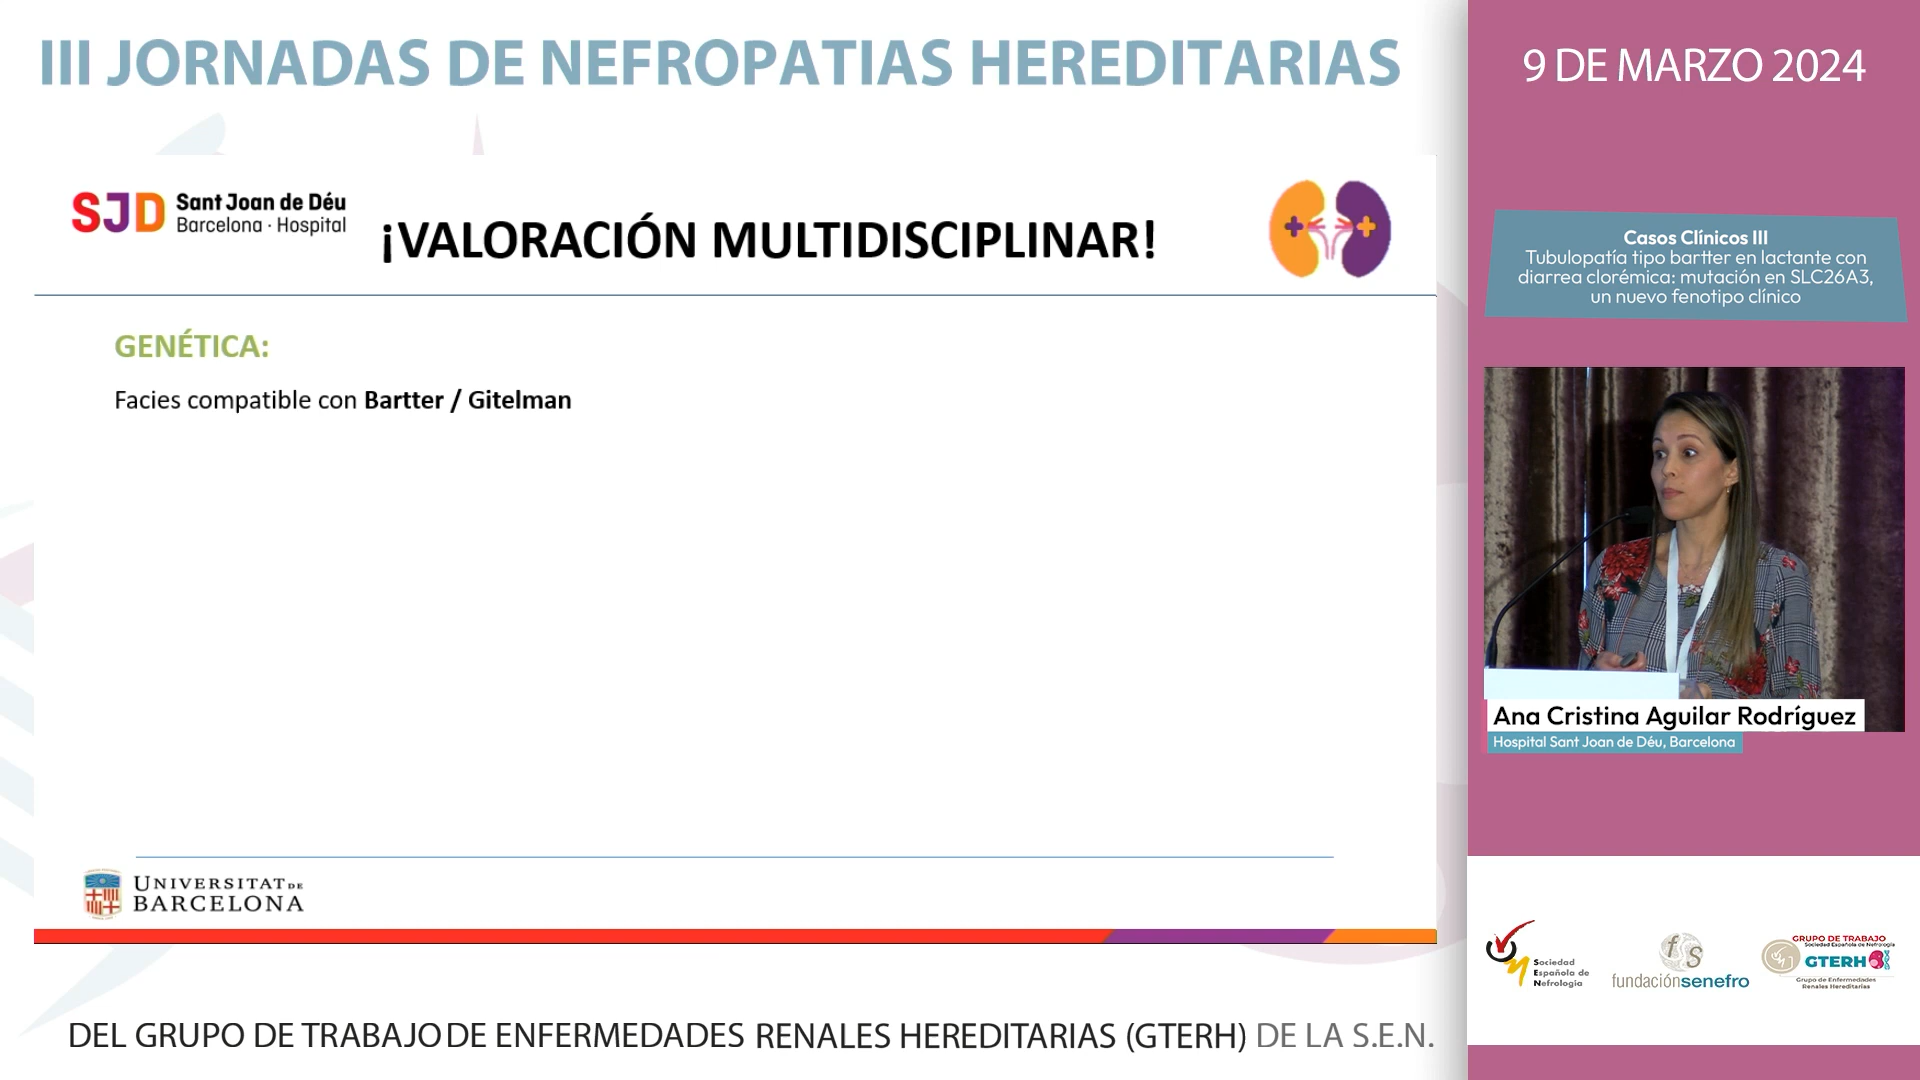 III JORNADAS DE NEFROPATIAS HEREDITARIAS
9 DE MARZO 2024
SJD Sant Joan de Déu
Barcelona · Hospital
¡VALORACIÓN MULTIDISCIPLINAR!
GENÉTICA:
Facies compatible con Bartter / Gitelman
UNIVERSITAT DE
BARCELONA
Casos Clínicos III
Tubulopatía tipo bartter en lactante con
diarrea clorémica: mutación en SLC26A3,
un nuevo fenotipo clínico
Ana Cristina Aguilar Rodríguez
Hospital Sant Joan de Déu, Barcelona
Sociedad
Española de
Nefrología
fundaciónsenefro
GRUPO DE TRABAJO
Sociedad Española de Nefrología
GTERH
Grupo de Enfermedades
Renales Hereditarias
DEL GRUPO DE TRABAJO DE ENFERMEDADES RENALES HEREDITARIAS (GTERH) DE LA S.E.N.